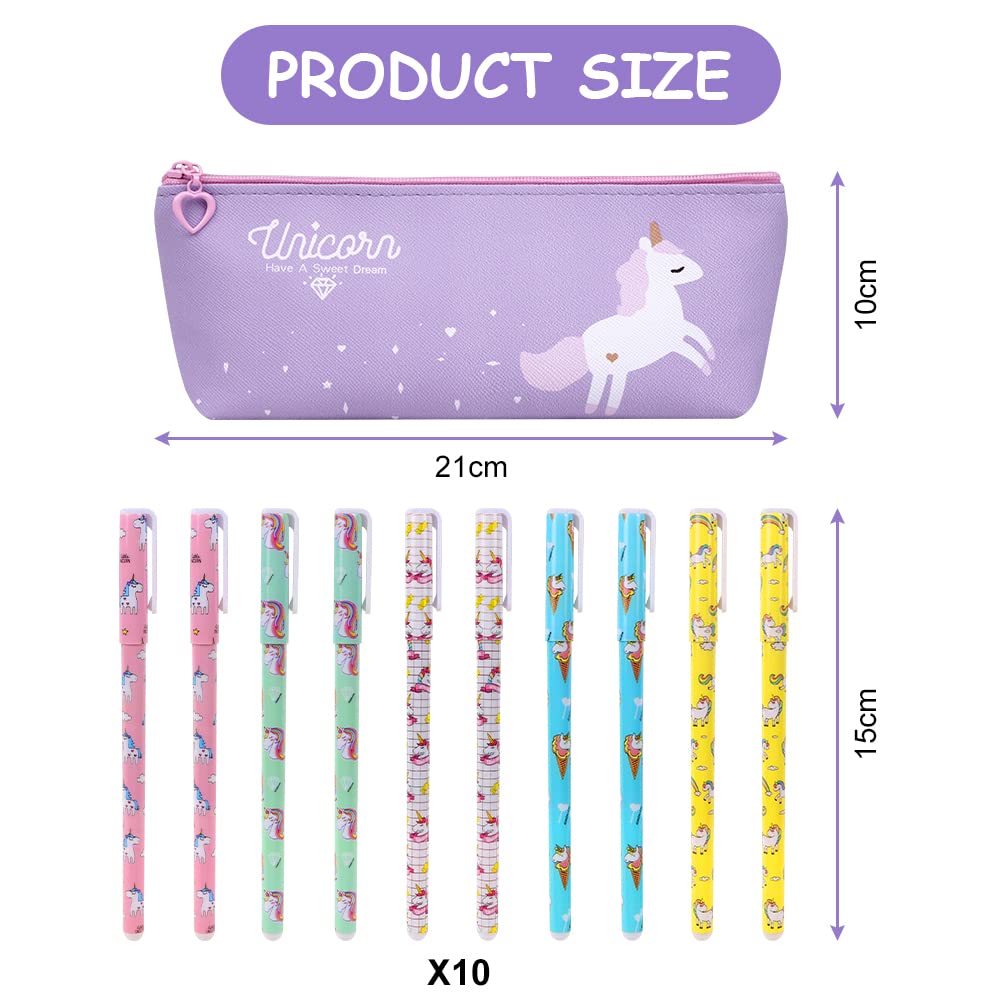 PRODUCT SIZE
Unicorn
Have A Sweet Dream
10cm
21cm
15cm
X10